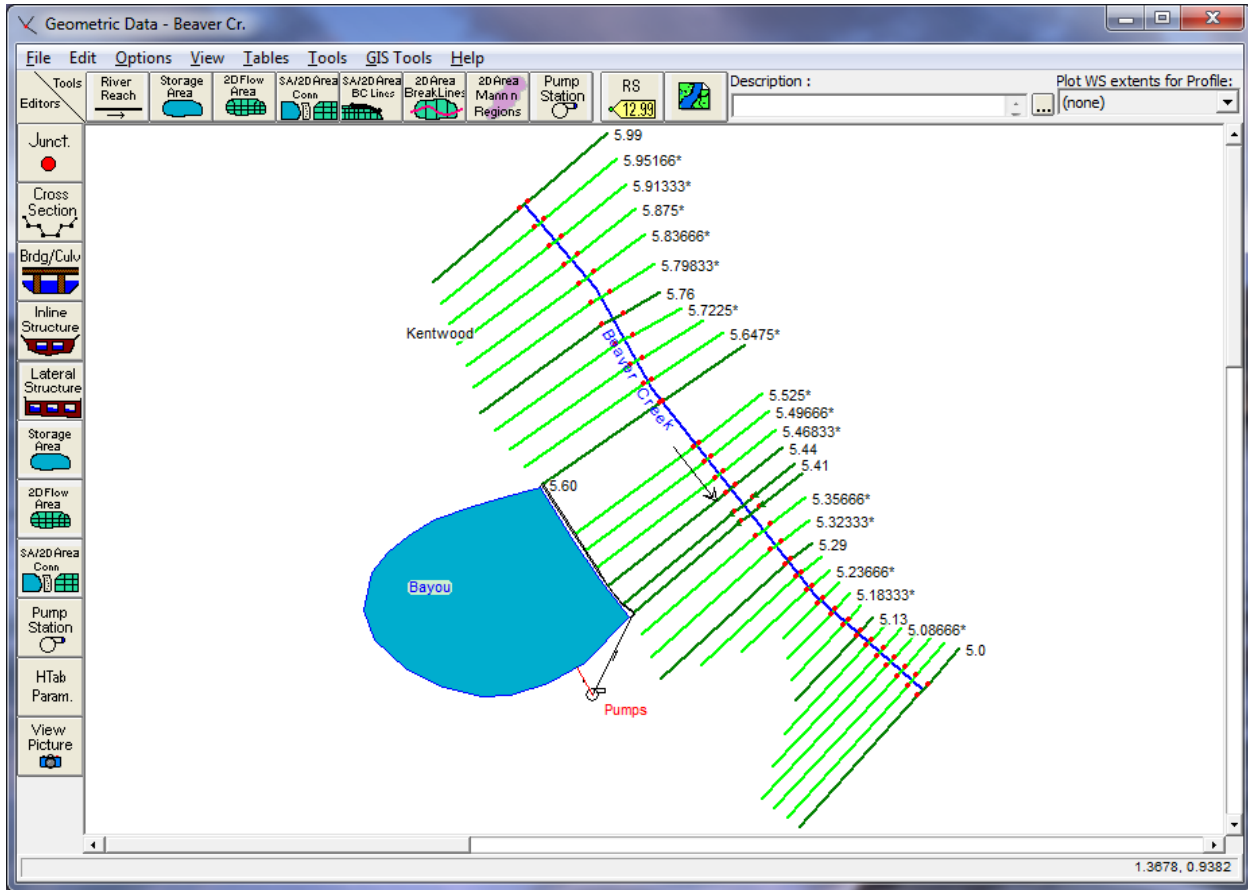 Geometric Data - Beaver Cr.
File Edit Options View Tables Tools GIS Tools Help
Tools
Editors
River
Reach
Storage
Area
2D Flow
Area
SA/2D Area
Conn
SA/2D Area
BC Lines
2D Area
BreakLines
2D Area
Mann n
Regions
Pump
Station
RS
12.99
Description :
...
Plot WS extents for Profile:
(none)
Junct.
Cross
Section
Brdg/Culv
Inline
Structure
Lateral
Structure
Storage
Area
2D Flow
Area
SA/2D Area
Conn
Pump
Station
HTab
Param.
View
Picture
5.99
5.95166*
5.91333*
5.875*
5.83666*
5.79833*
5.76
5.7225*
5.6475*
Kentwood
Beaver Creek
5.525*
5.49666*
5.46833*
5.44
5.41
5.60
5.35666*
5.32333*
5.29
5.23666*
5.18333*
5.13
5.08666*
5.0
Bayou
Pumps
1.3678, 0.9382